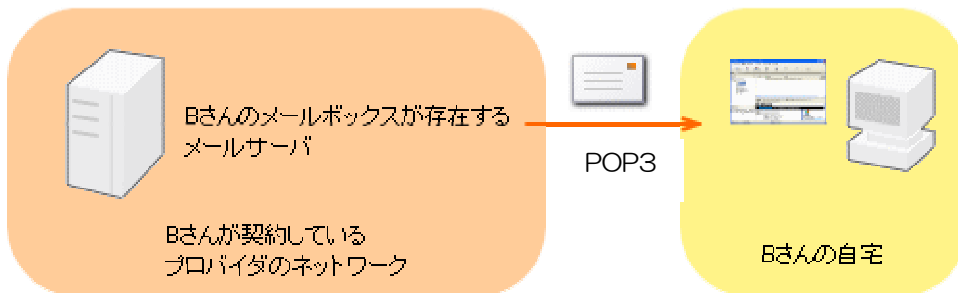 Bさんのメールボックスが存在する
メールサーバ
POP3
Bさんが契約している
プロバイダのネットワーク
Bさんの自宅